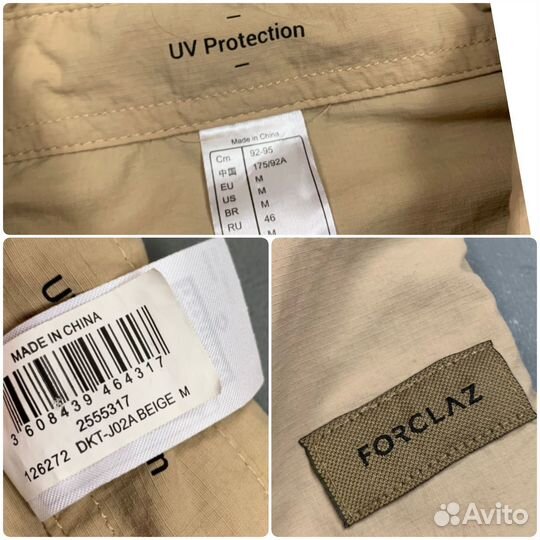 UV Protection
Made in China
Cm 92-95
中国 175/92A
EU M
US M
BR M
RU 46
M
MADE IN CHINA
3 608439 464317
2555317
126272 DKT-J02A BEIGE M
FORCLAZ
Avito